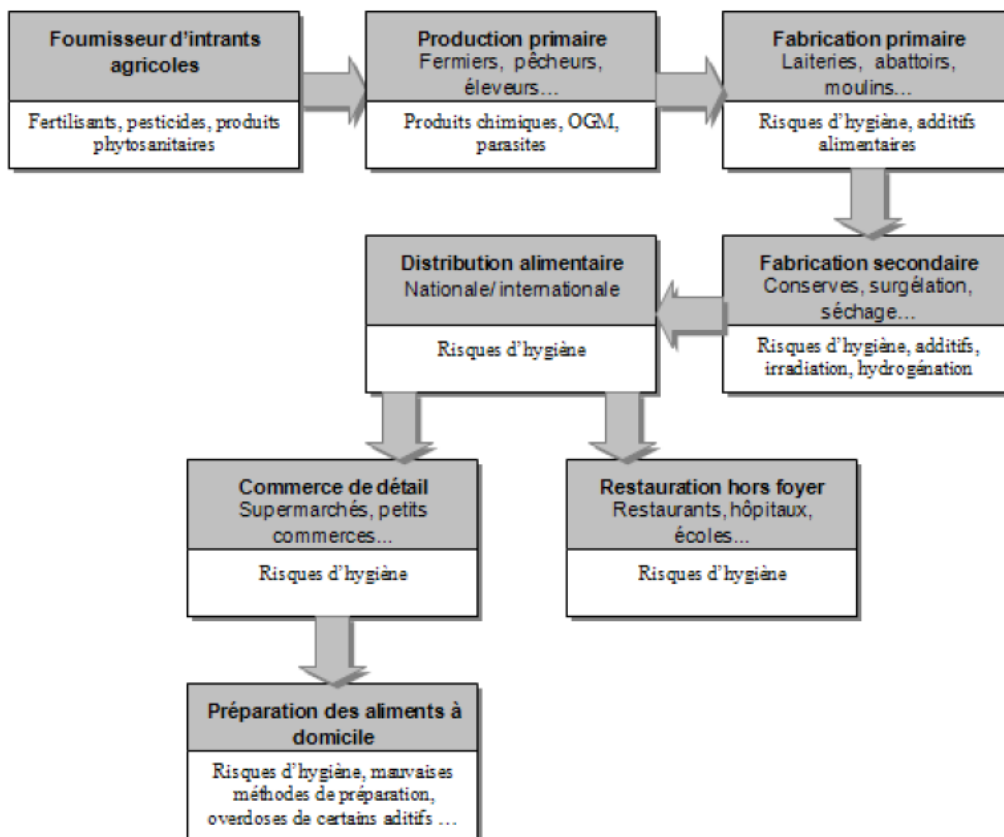 Fournisseur d'intrants
agricoles
Fertilisants, pesticides, produits
phytosanitaires
Production primaire
Fermiers, pêcheurs,
éleveurs...
Produits chimiques, OGM,
parasites
Fabrication primaire
Laiteries, abattoirs,
moulins...
Risques d'hygiène, additifs
alimentaires
Fabrication secondaire
Conserves, surgélation,
séchage...
Risques d'hygiène, additifs,
irradiation, hydrogénation
Distribution alimentaire
Nationale/internationale
Risques d'hygiène
Commerce de détail
Supermarchés, petits
commerces...
Risques d'hygiène
Restauration hors foyer
Restaurants, hôpitaux,
écoles...
Risques d'hygiène
Préparation des aliments à
domicile
Risques d'hygiène, mauvaises
méthodes de préparation,
overdoses de certains aditifs ...